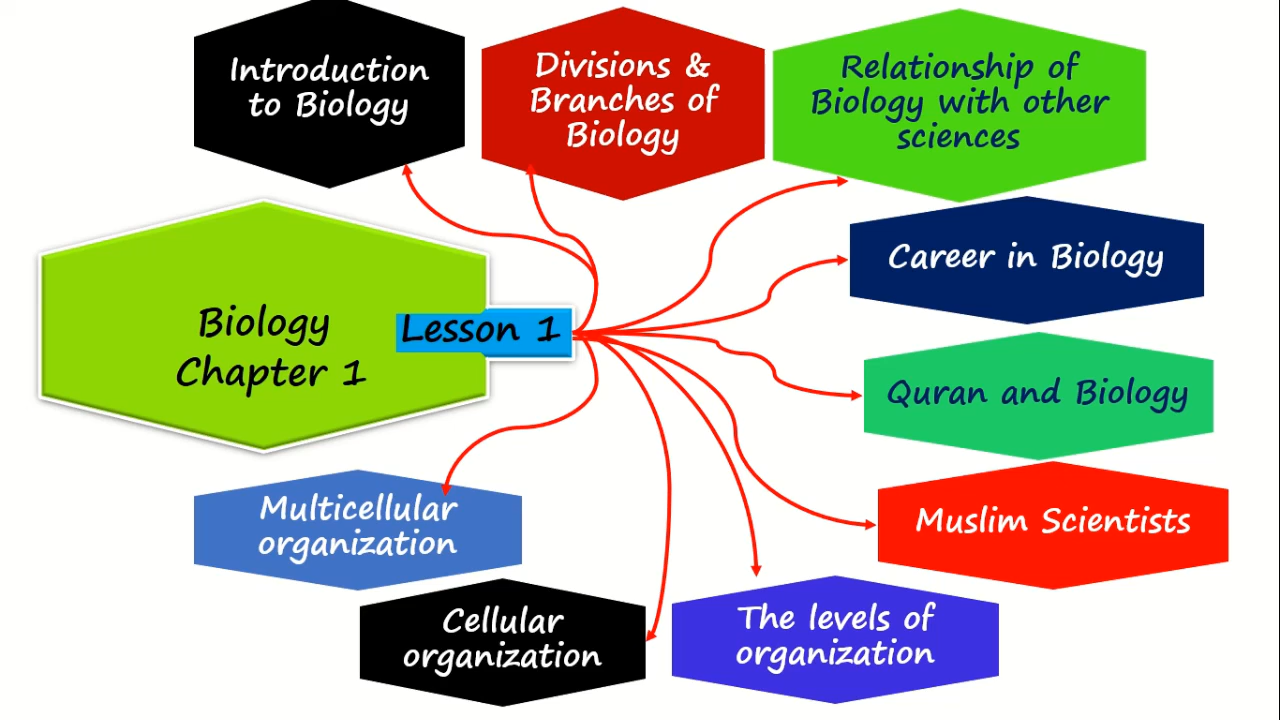 Introduction
to Biology
Divisions &
Branches of
Biology
Relationship of
Biology with other
sciences
Career in Biology
Biology
Chapter 1
Lesson 1
Quran and Biology
Muslim Scientists
Multicellular
organization
Cellular
organization
The levels of
organization